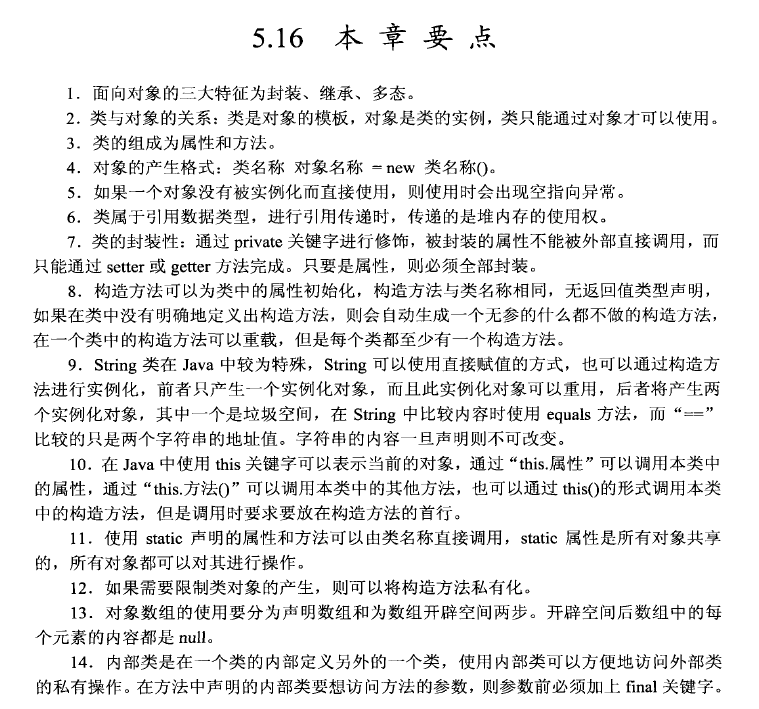 5.16 本章要点
1．面向对象的三大特征为封装、继承、多态。
2．类与对象的关系：类是对象的模板，对象是类的实例，类只能通过对象才可以使用。
3．类的组成为属性和方法。
4．对象的产生格式：类名称 对象名称 = new 类名称()。
5．如果一个对象没有被实例化而直接使用，则使用时会出现空指向异常。
6．类属于引用数据类型，进行引用传递时，传递的是堆内存的使用权。
7．类的封装性：通过 private 关键字进行修饰，被封装的属性不能被外部直接调用，而
只能通过 setter 或 getter 方法完成。只要是属性，则必须全部封装。
8．构造方法可以为类中的属性初始化，构造方法与类名称相同，无返回值类型声明，
如果在类中没有明确地定义出构造方法，则会自动生成一个无参的什么都不做的构造方法，
在一个类中的构造方法可以重载，但是每个类都至少有一个构造方法。
9．String 类在 Java 中较为特殊，String 可以使用直接赋值的方式，也可以通过构造方
法进行实例化，前者只产生一个实例化对象，而且此实例化对象可以重用，后者将产生两
个实例化对象，其中一个是垃圾空间，在 String 中比较内容时使用 equals 方法，而“==”
比较的只是两个字符串的地址值。字符串的内容一旦声明则不可改变。
10．在 Java 中使用 this 关键字可以表示当前的对象，通过“this.属性”可以调用本类中
的属性，通过“this.方法()”可以调用本类中的其他方法，也可以通过 this()的形式调用本类
中的构造方法，但是调用时要求要放在构造方法的首行。
11．使用 static 声明的属性和方法可以由类名称直接调用，static 属性是所有对象共享
的，所有对象都可以对其进行操作。
12．如果需要限制类对象的产生，则可以将构造方法私有化。
13．对象数组的使用要分为声明数组和为数组开辟空间两步。开辟空间后数组中的每
个元素的内容都是 null。
14．内部类是在一个类的内部定义另外的一个类，使用内部类可以方便地访问外部类
的私有操作。在方法中声明的内部类要想访问方法的参数，则参数前必须加上 final 关键字。